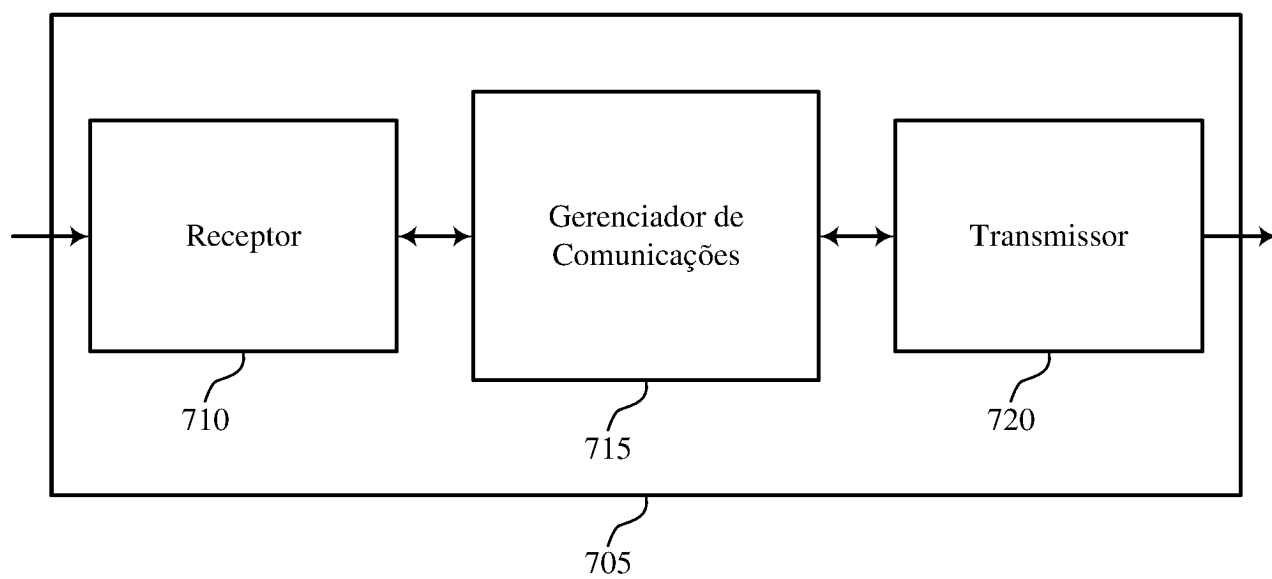 Receptor
Gerenciador de
Comunicações
Transmissor
710
715
720
705